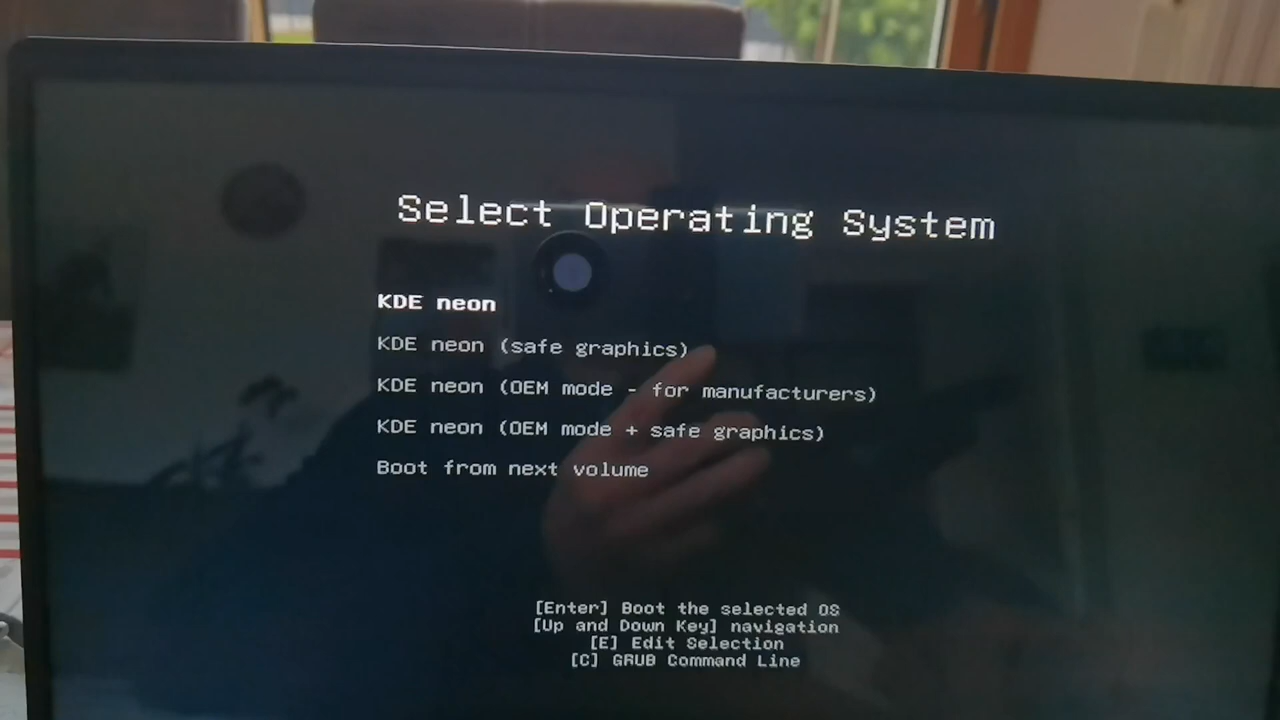 Select Operating System
KDE neon
KDE neon (safe graphics)
KDE neon (OEM mode - for manufacturers)
KDE neon (OEM mode + safe graphics)
Boot from next volume
[Enter] Boot the selected OS
[Up and Down Key] navigation
[E] Edit Selection
[C] GRUB Command Line